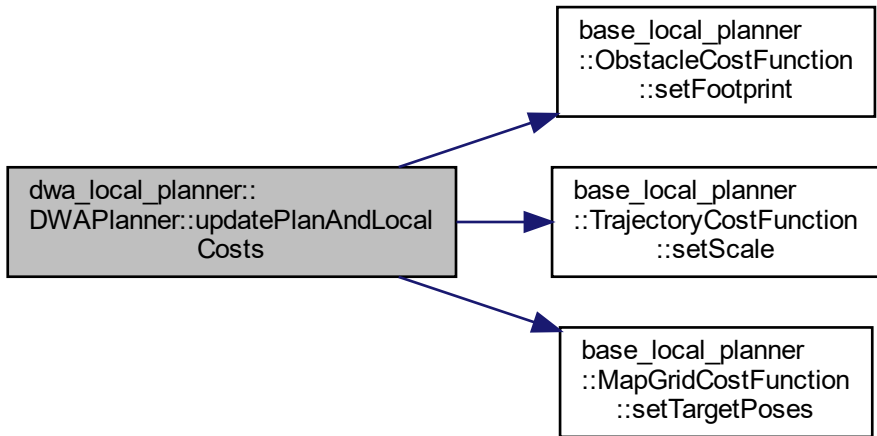 dwa_local_planner::
DWAPlanner::updatePlanAndLocal
Costs
base_local_planner
::ObstacleCostFunction
::setFootprint
base_local_planner
::TrajectoryCostFunction
::setScale
base_local_planner
::MapGridCostFunction
::setTargetPoses